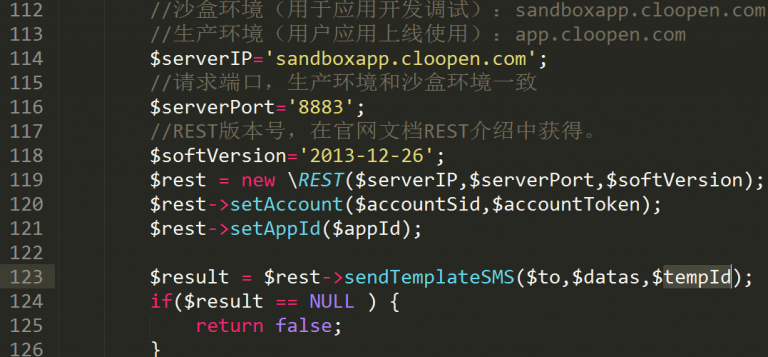 112 //沙盒环境（用于应用开发调试）：sandboxapp.cloopen.com
113 //生产环境（用户应用上线使用）：app.cloopen.com
114 $serverIP='sandboxapp.cloopen.com';
115 //请求端口，生产环境和沙盒环境一致
116 $serverPort='8883';
117 //REST版本号，在官网文档REST介绍中获得。
118 $softVersion='2013-12-26';
119 $rest = new \REST($serverIP,$serverPort,$softVersion);
120 $rest->setAccount($accountSid,$accountToken);
121 $rest->setAppId($appId);
122
123 $result = $rest->sendTemplateSMS($to,$datas,$tempId);
124 if($result == NULL ) {
125 return false;
126 }